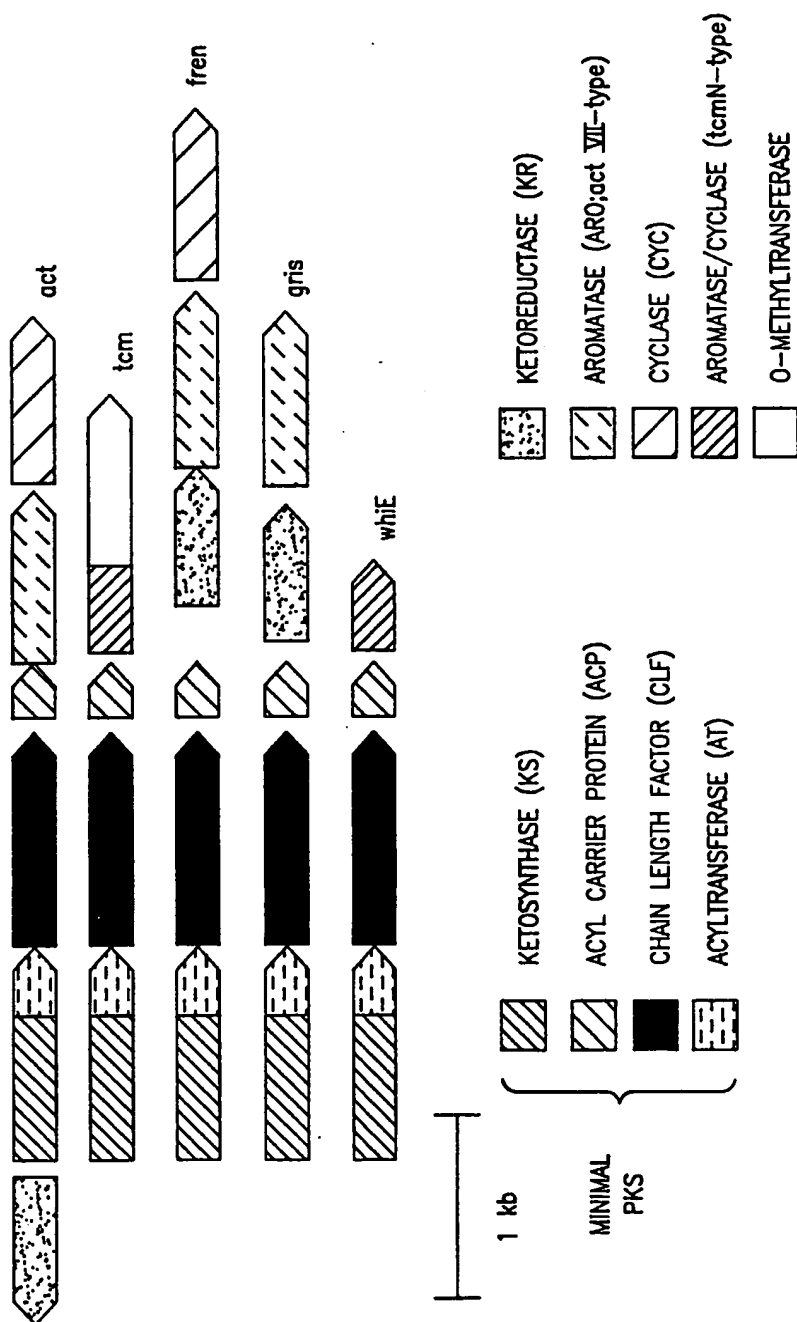 act
tcm
fren
gris
whiE
1 kb
MINIMAL
PKS
KETOSYNTHASE (KS)
ACYL CARRIER PROTEIN (ACP)
CHAIN LENGTH FACTOR (CLF)
ACYLTRANSFERASE (AT)
KETOREDUCTASE (KR)
AROMATASE (ARO;act VII-type)
CYCLASE (CYC)
AROMATASE/CYCLASE (tcmN-type)
O-METHYLTRANSFERASE